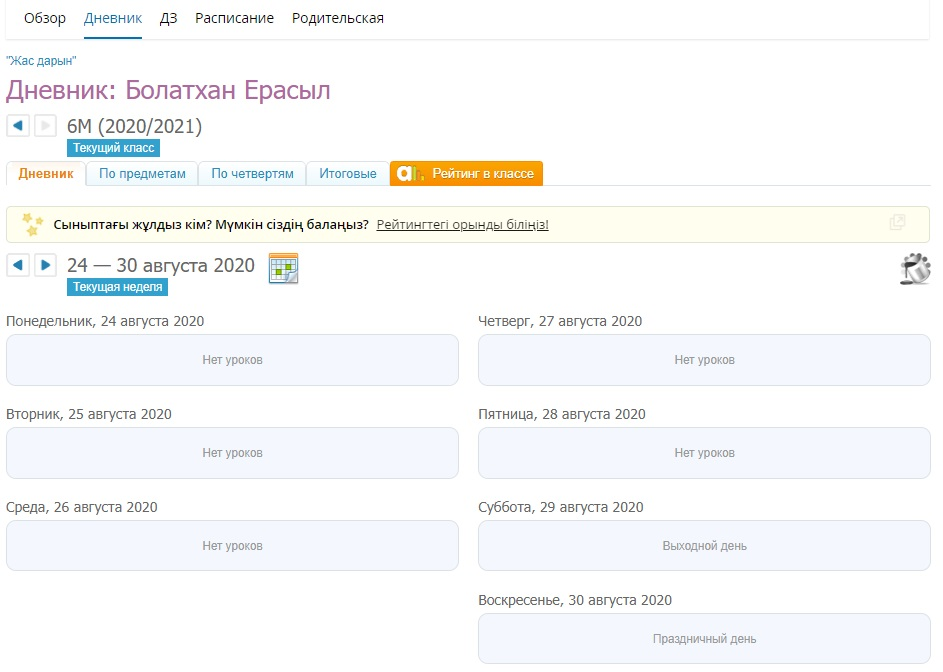 Обзор Дневник ДЗ Расписание Родительская
"Жас дарын"
Дневник: Болатхан Ерасыл
6М (2020/2021)
Текущий класс
Дневник По предметам По четвертям Итоговые Рейтинг в классе
Сыныптағы жұлдыз кім? Мүмкін сіздің балаңыз? Рейтингтегі орынды біліңіз!
24 — 30 августа 2020
Текущая неделя
Понедельник, 24 августа 2020
Нет уроков
Вторник, 25 августа 2020
Нет уроков
Среда, 26 августа 2020
Нет уроков
Четверг, 27 августа 2020
Нет уроков
Пятница, 28 августа 2020
Нет уроков
Суббота, 29 августа 2020
Выходной день
Воскресенье, 30 августа 2020
Праздничный день